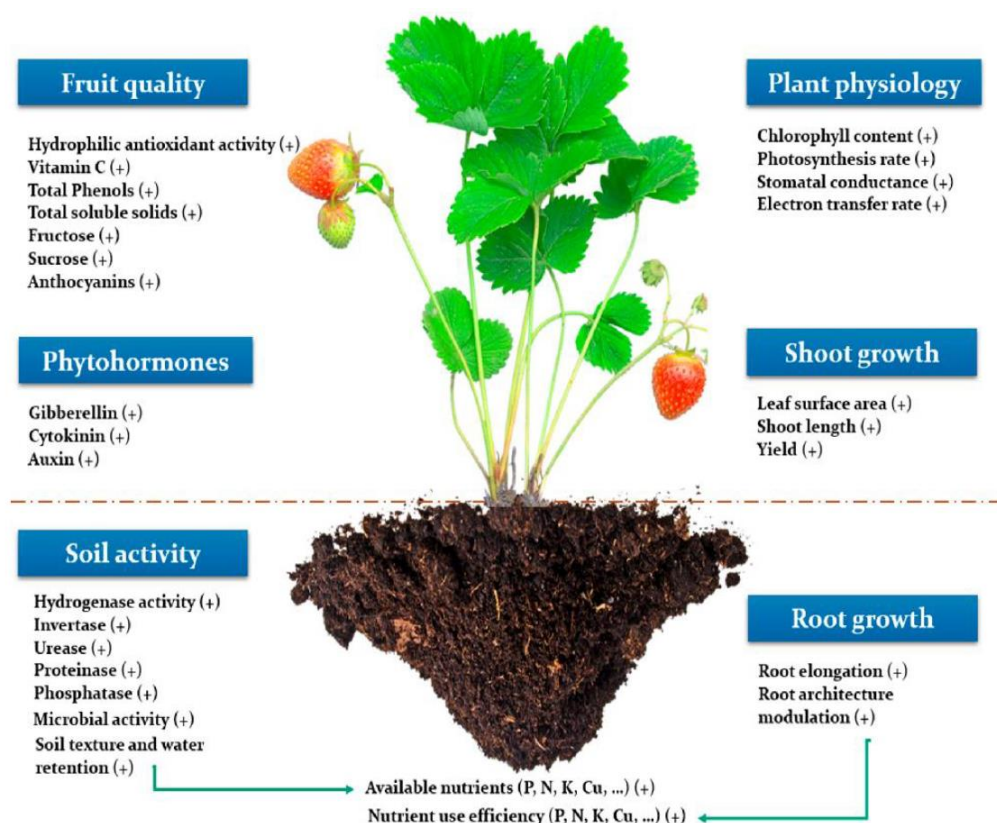 Fruit quality
Hydrophilic antioxidant activity (+)
Vitamin C (+)
Total Phenols (+)
Total soluble solids (+)
Fructose (+)
Sucrose (+)
Anthocyanins (+)
Plant physiology
Chlorophyll content (+)
Photosynthesis rate (+)
Stomatal conductance (+)
Electron transfer rate (+)
Phytohormones
Gibberellin (+)
Cytokinin (+)
Auxin (+)
Shoot growth
Leaf surface area (+)
Shoot length (+)
Yield (+)
Soil activity
Hydrogenase activity (+)
Invertase (+)
Urease (+)
Proteinase (+)
Phosphatase (+)
Microbial activity (+)
Soil texture and water
retention (+)
Root growth
Root elongation (+)
Root architecture
modulation (+)
Available nutrients (P, N, K, Cu, ...) (+)
Nutrient use efficiency (P, N, K, Cu, ...) (+)